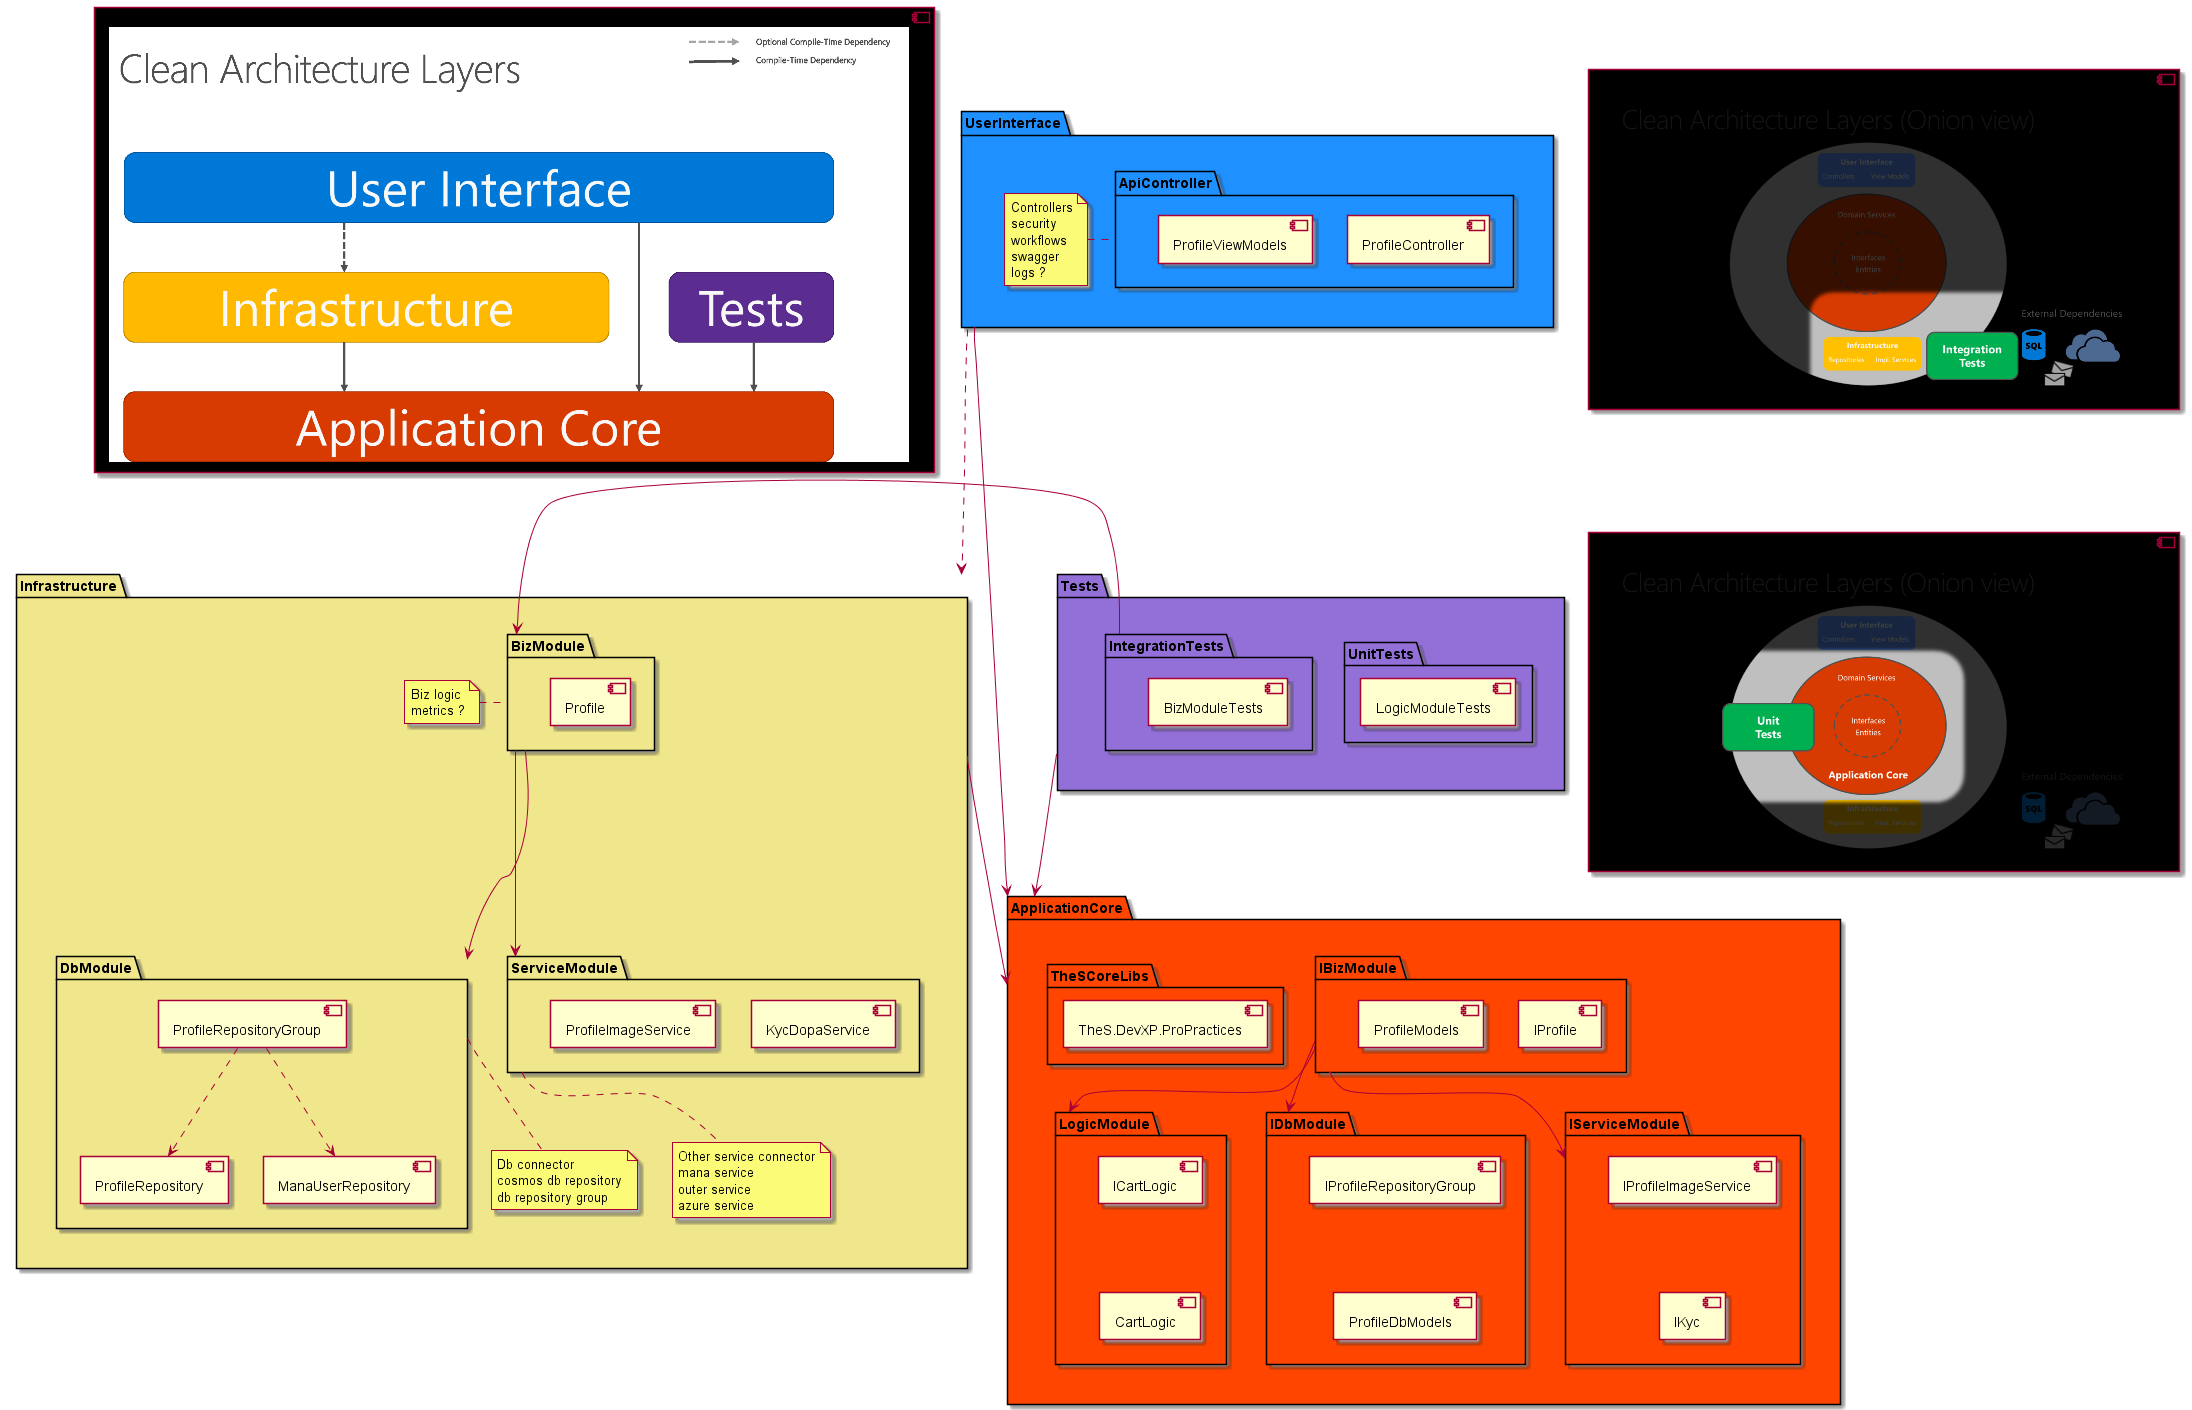 Clean Architecture Layers
Optional Compile-Time Dependency
Compile-Time Dependency
User Interface
Infrastructure
Tests
Application Core
UserInterface
Controllers
security
workflows
swagger
logs ?
ApiController
ProfileViewModels
ProfileController
Clean Architecture Layers (Onion view)
User Interface
Controllers
View Models
Domain Services
Interfaces
Entities
Infrastructure
Repositories
Impl. Services
Integration
Tests
External Dependencies
SQL
Infrastructure
BizModule
Biz logic
metrics ?
Profile
Tests
IntegrationTests
BizModuleTests
UnitTests
LogicModuleTests
Clean Architecture Layers (Onion view)
User Interface
Controllers
View Models
Domain Services
Unit
Tests
Interfaces
Entities
Application Core
Infrastructure
Repositories
Impl. Services
External Dependencies
SQL
DbModule
ProfileRepositoryGroup
ProfileRepository
ManaUserRepository
ServiceModule
ProfileImageService
KycDopaService
Db connector
cosmos db repository
db repository group
Other service connector
mana service
outer service
azure service
ApplicationCore
TheSCoreLibs
TheS.DevXP.ProPractices
IBizModule
ProfileModels
IProfile
LogicModule
ICartLogic
CartLogic
IDbModule
IProfileRepositoryGroup
ProfileDbModels
IServiceModule
IProfileImageService
IKyc